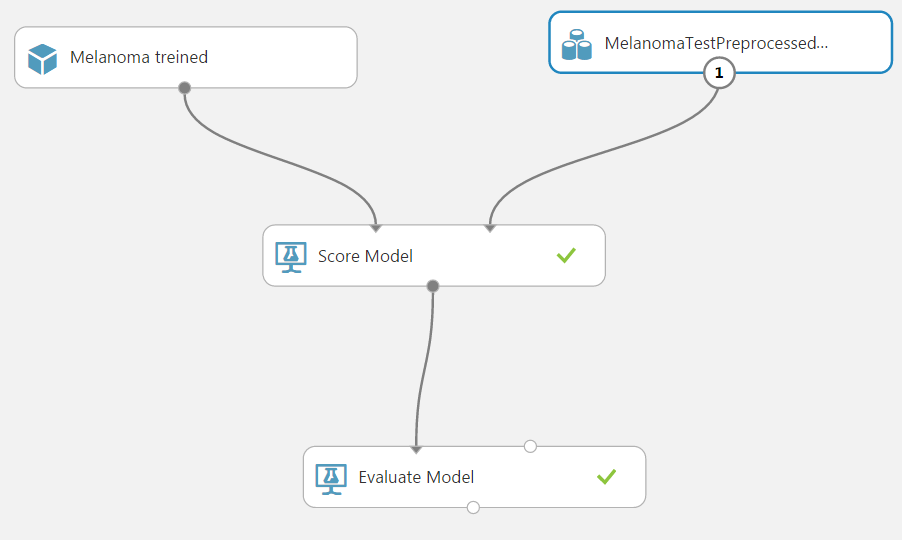 Melanoma treined
MelanomaTestPreprocessed...
1
Score Model
Evaluate Model